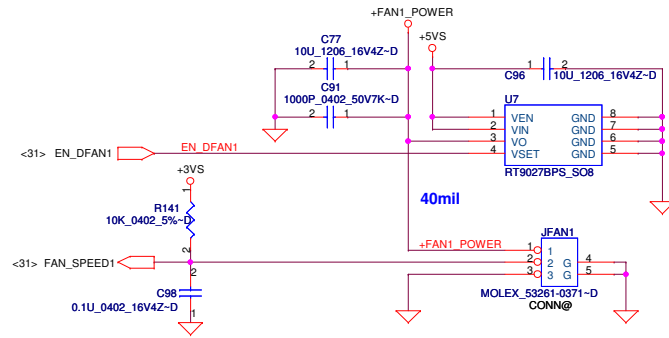 +FAN1_POWER
+5VS
C77
10U_1206_16V4Z~D
2 1
C91
1000P_0402_50V7K~D
2 1
1 2
C96 10U_1206_16V4Z~D
U7
1 VEN GND 8
2 VIN GND 7
3 VO GND 6
4 VSET GND 5
RT9027BPS_SO8
<31> EN_DFAN1 EN_DFAN1
+3VS
1
R141
10K_0402_5%~D
2
40mil
JFAN1
+FAN1_POWER 1 1
<31> FAN_SPEED1 2 2 G 4
3 3 G 5
MOLEX_53261-0371~D
CONN@
2
C98
0.1U_0402_16V4Z~D
1